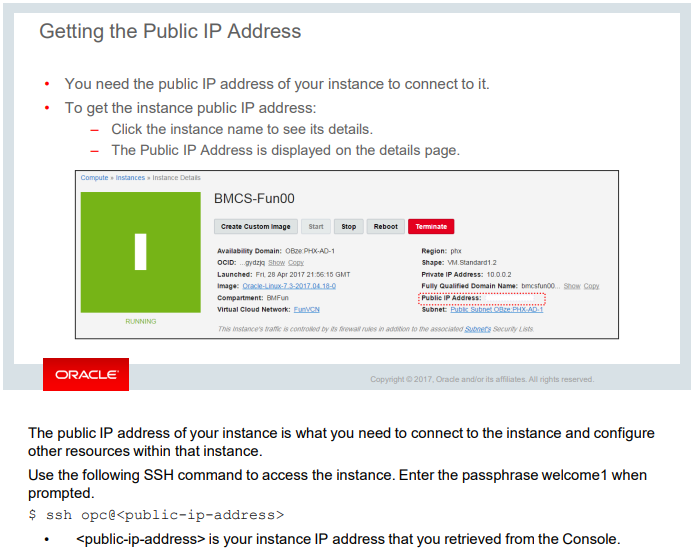 Getting the Public IP Address
• You need the public IP address of your instance to connect to it.
• To get the instance public IP address:
– Click the instance name to see its details.
– The Public IP Address is displayed on the details page.
Compute » Instances » Instance Details
BMCS-Fun00
Create Custom Image Start Stop Reboot Terminate
Availability Domain: OBze:PHX-AD-1 Region: phx
OCID: ...gydzjq Show Copy Shape: VM.Standard1.2
Launched: Fri, 28 Apr 2017 21:56:15 GMT Private IP Address: 10.0.0.2
Image: Oracle-Linux-7.3-2017.04.18-0 Fully Qualified Domain Name: bmcsfun00... Show Copy
Compartment: BMFun Public IP Address:
Virtual Cloud Network: FunVCN Subnet: Public Subnet OBze:PHX-AD-1
RUNNING
This instance's traffic is controlled by its firewall rules in addition to the associated Subnet's Security Lists.
ORACLE
Copyright © 2017, Oracle and/or its affiliates. All rights reserved.
The public IP address of your instance is what you need to connect to the instance and configure
other resources within that instance.
Use the following SSH command to access the instance. Enter the passphrase welcome1 when
prompted.
$ ssh opc@<public-ip-address>
• <public-ip-address> is your instance IP address that you retrieved from the Console.